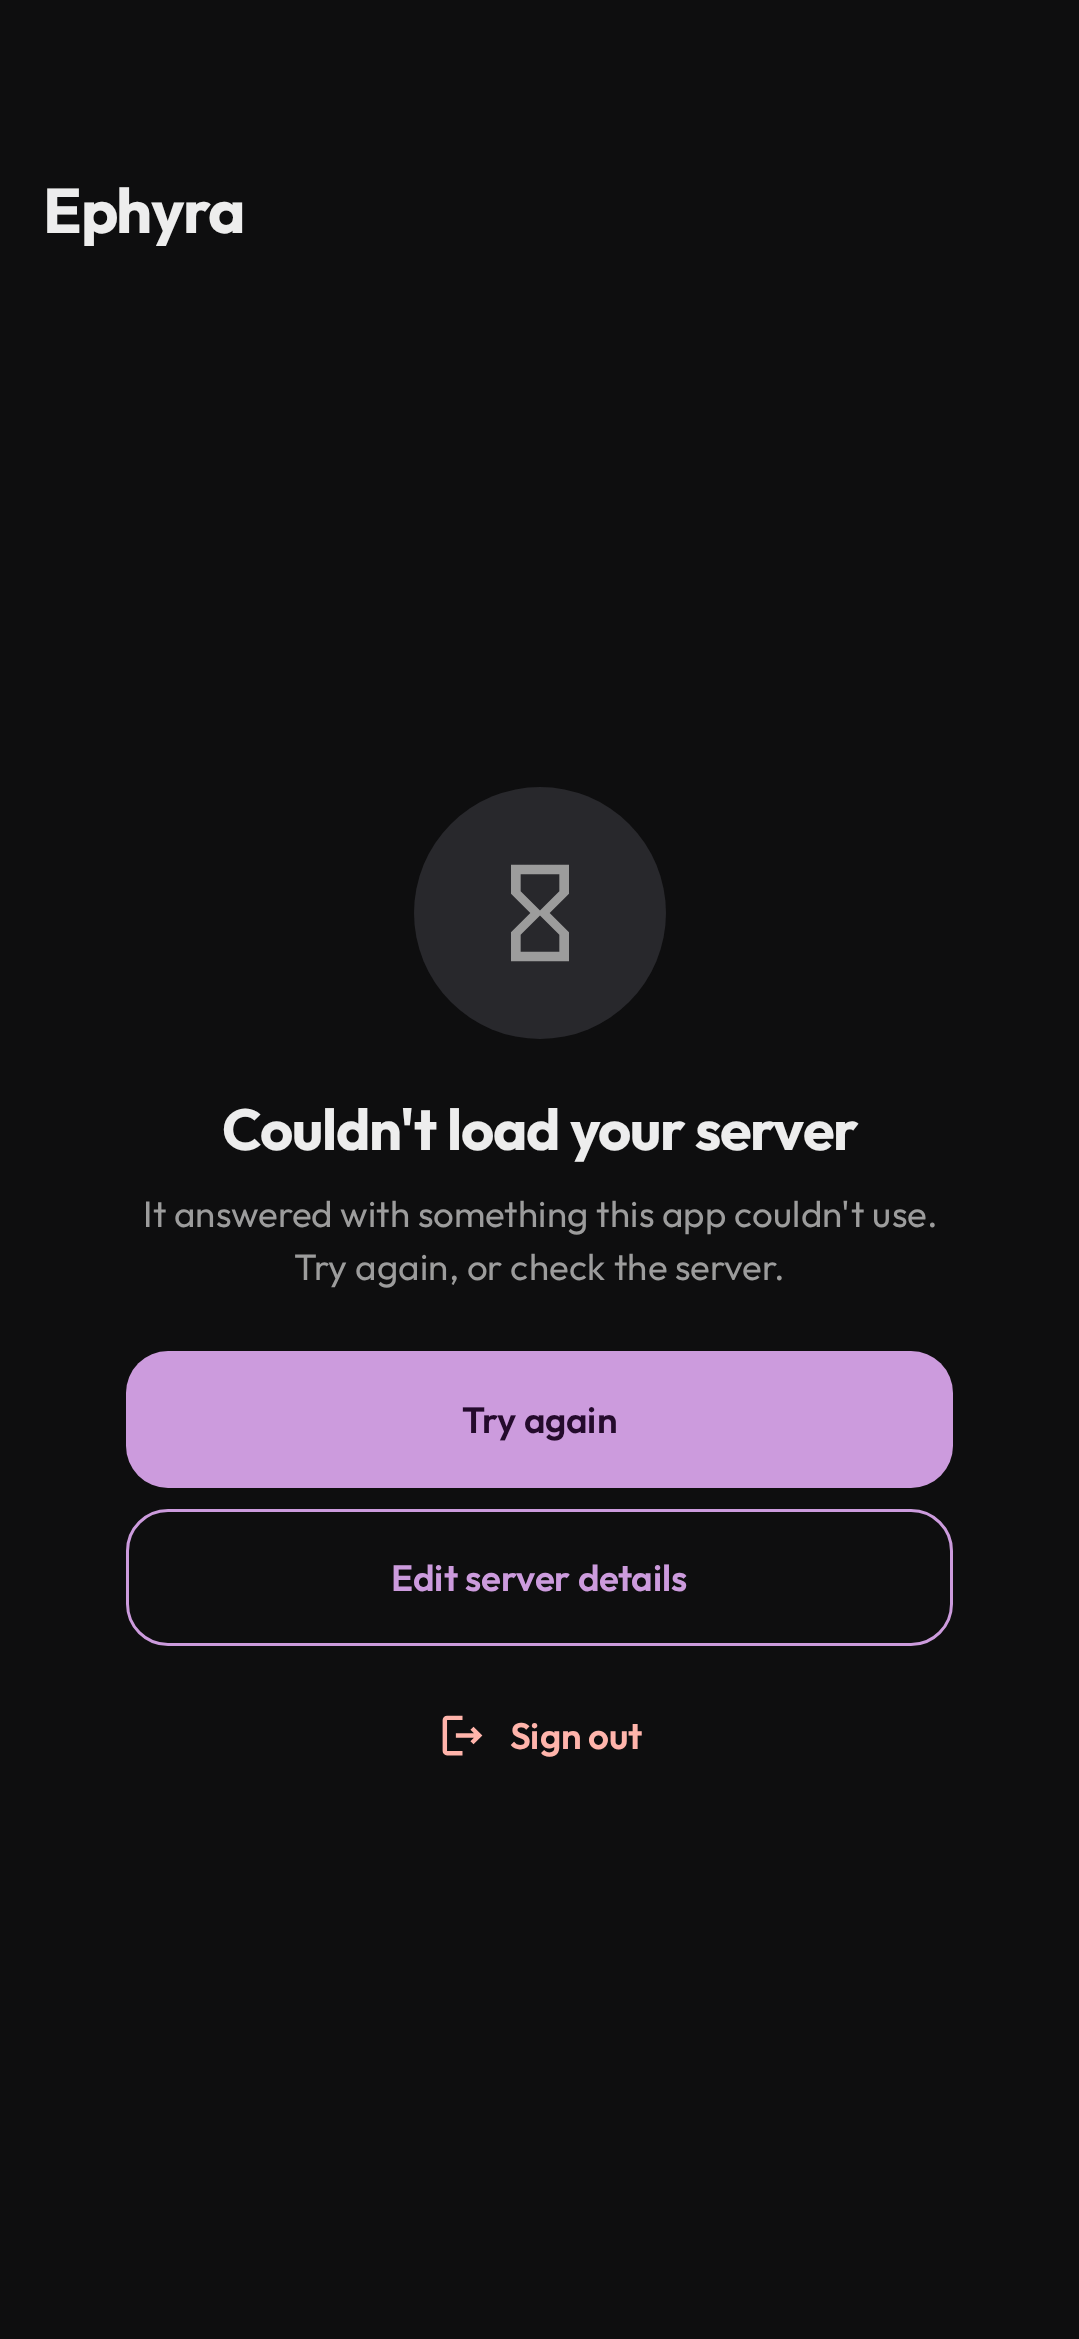 Ephyra
Couldn't load your server
It answered with something this app couldn't use.
Try again, or check the server.
Try again
Edit server details
Sign out